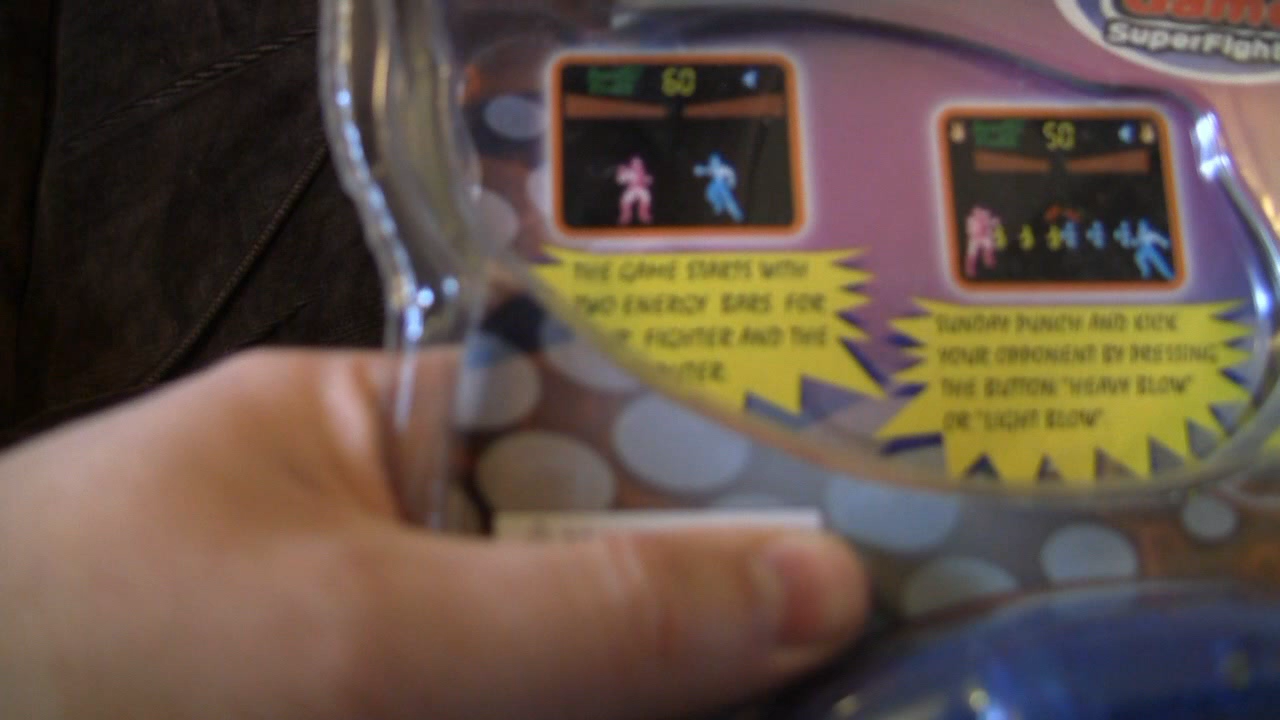 SuperFight
60
50
THE GAME STARTS WITH
TWO ENERGY BARS FOR
FIGHTER AND THE
SUNDAY PUNCH AND KICK
YOUR OPPONENT BY PRESSING
THE BUTTON "HEAVY BLOW"
OR "LIGHT BLOW"